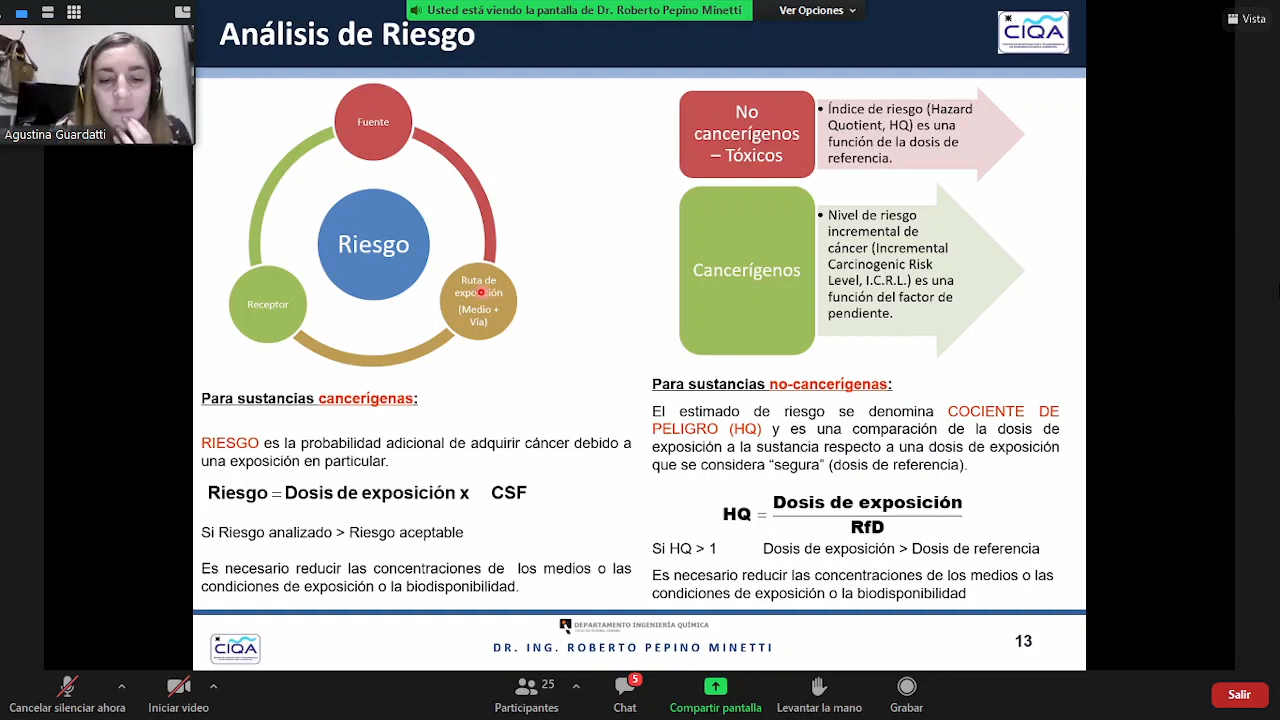 Usted está viendo la pantalla de Dr. Roberto Pepino Minetti
Ver Opciones
Vista
Agustina Guardatti
Análisis de Riesgo
CIQA
Fuente
Riesgo
Receptor
Ruta de
exposición
(Medio +
Vía)
No
cancerígenos
– Tóxicos
• Índice de riesgo (Hazard
Quotient, HQ) es una
función de la dosis de
referencia.
Cancerígenos
• Nivel de riesgo
incremental de
cáncer (Incremental
Carcinogenic Risk
Level, I.C.R.L.) es una
función del factor de
pendiente.
Para sustancias cancerígenas:
RIESGO es la probabilidad adicional de adquirir cáncer debido a
una exposición en particular.
Riesgo = Dosis de exposición x CSF
Si Riesgo analizado > Riesgo aceptable
Es necesario reducir las concentraciones de los medios o las
condiciones de exposición o la biodisponibilidad.
Para sustancias no-cancerígenas:
El estimado de riesgo se denomina COCIENTE DE
PELIGRO (HQ) y es una comparación de la dosis de
exposición a la sustancia respecto a una dosis de exposición
que se considera “segura” (dosis de referencia).
HQ = Dosis de exposición
RfD
Si HQ > 1 Dosis de exposición > Dosis de referencia
Es necesario reducir las concentraciones de los medios o las
condiciones de exposición o la biodisponibilidad
CIQA
DEPARTAMENTO INGENIERÍA QUÍMICA
DR. ING. ROBERTO PEPINO MINETTI
13
Cancelar silenciar ahora
Iniciar video
25
Participantes
5
Chat
Compartir pantalla
Levantar la mano
Grabar
Salir